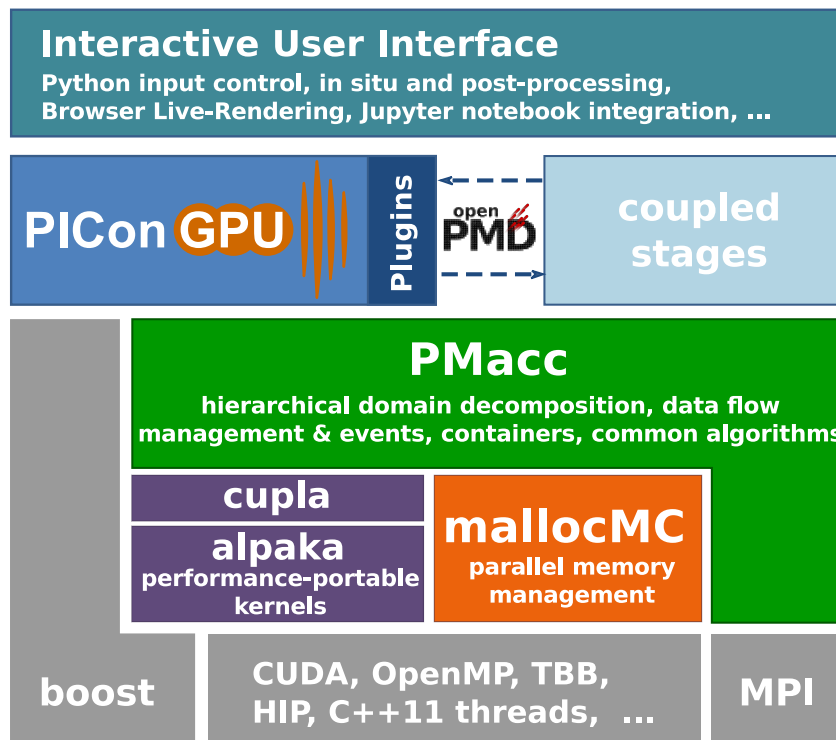 Interactive User Interface
Python input control, in situ and post-processing,
Browser Live-Rendering, Jupyter notebook integration, ...
PICon GPU
Plugins
open
PMD
coupled
stages
PMacc
hierarchical domain decomposition, data flow
management & events, containers, common algorithms
cupla
alpaka
performance-portable
kernels
mallocMC
parallel memory
management
boost
CUDA, OpenMP, TBB,
HIP, C++11 threads, ...
MPI